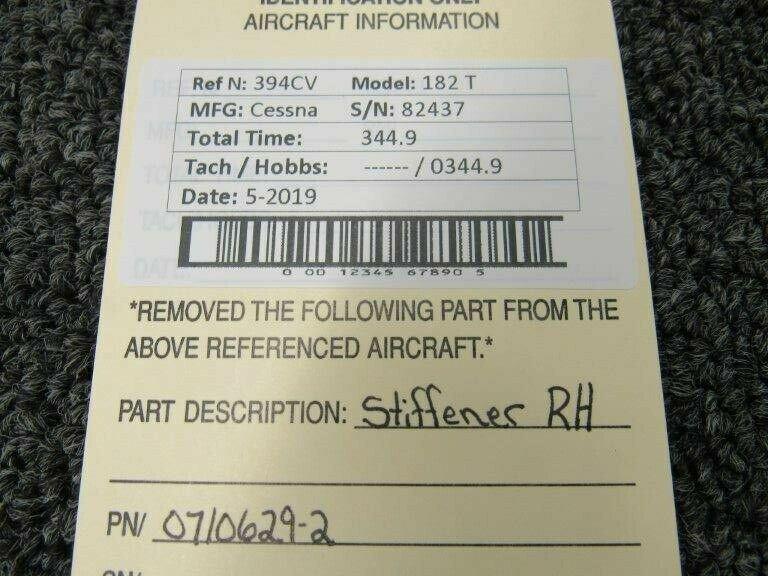 IDENTIFICATION ONLY
AIRCRAFT INFORMATION
Ref N: 394CV Model: 182 T
MFG: Cessna S/N: 82437
Total Time: 344.9
Tach / Hobbs: ------ / 0344.9
Date: 5-2019
0 00 12345 67890 5
*REMOVED THE FOLLOWING PART FROM THE
ABOVE REFERENCED AIRCRAFT.*
PART DESCRIPTION: Stiffener RH
PN/ 0710629-2